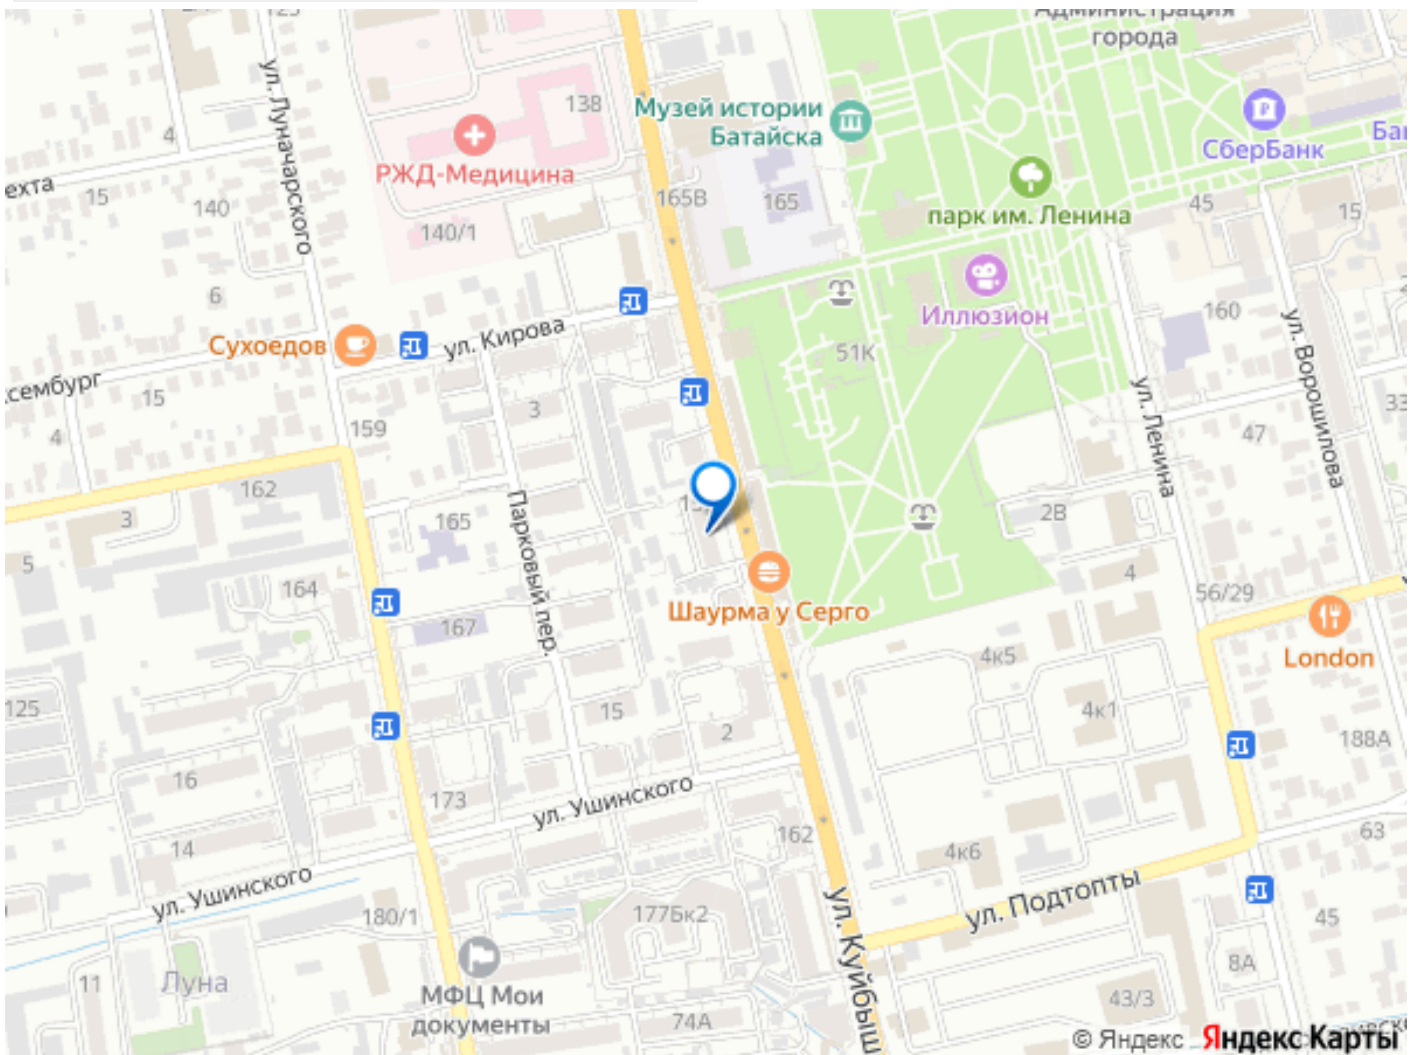 Администрация
города
138
Музей истории
Батайска
СберБанк
РЖД-Медицина
ул. Луначарского
4
15
140
140/1
165В
165
парк им. Ленина
45
15
6
Иллюзион
160
Сухоедов
ул. Кирова
51К
ул. Ворошилова
15
3
ул. Ленина
33
4
159
47
162
3
165
Парковый пер.
2В
5
164
4
56/29
167
Шаурма у Серго
4к5
London
125
15
2
4к1
188А
16
173
ул. Ушинского
162
14
4к6
63
ул. Ушинского
180/1
177Бк2
ул. Подтопты
45
ул. Куйбыш
11
Луна
8А
МФЦ Мои
документы
74А
43/3
© Яндекс
Яндекс Карты